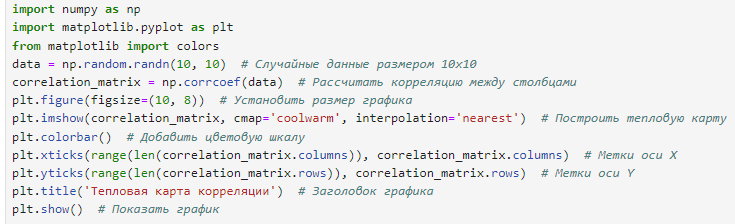 import numpy as np
import matplotlib.pyplot as plt
from matplotlib import colors
data = np.random.randn(10, 10)  # Случайные данные размером 10x10
correlation_matrix = np.corrcoef(data)  # Рассчитать корреляцию между столбцами
plt.figure(figsize=(10, 8))  # Установить размер графика
plt.imshow(correlation_matrix, cmap='coolwarm', interpolation='nearest')  # Построить тепловую карту
plt.colorbar()  # Добавить цветовую шкалу
plt.xticks(range(len(correlation_matrix.columns)), correlation_matrix.columns)  # Метки оси X
plt.yticks(range(len(correlation_matrix.rows)), correlation_matrix.rows)  # Метки оси Y
plt.title('Тепловая карта корреляции')  # Заголовок графика
plt.show()  # Показать график